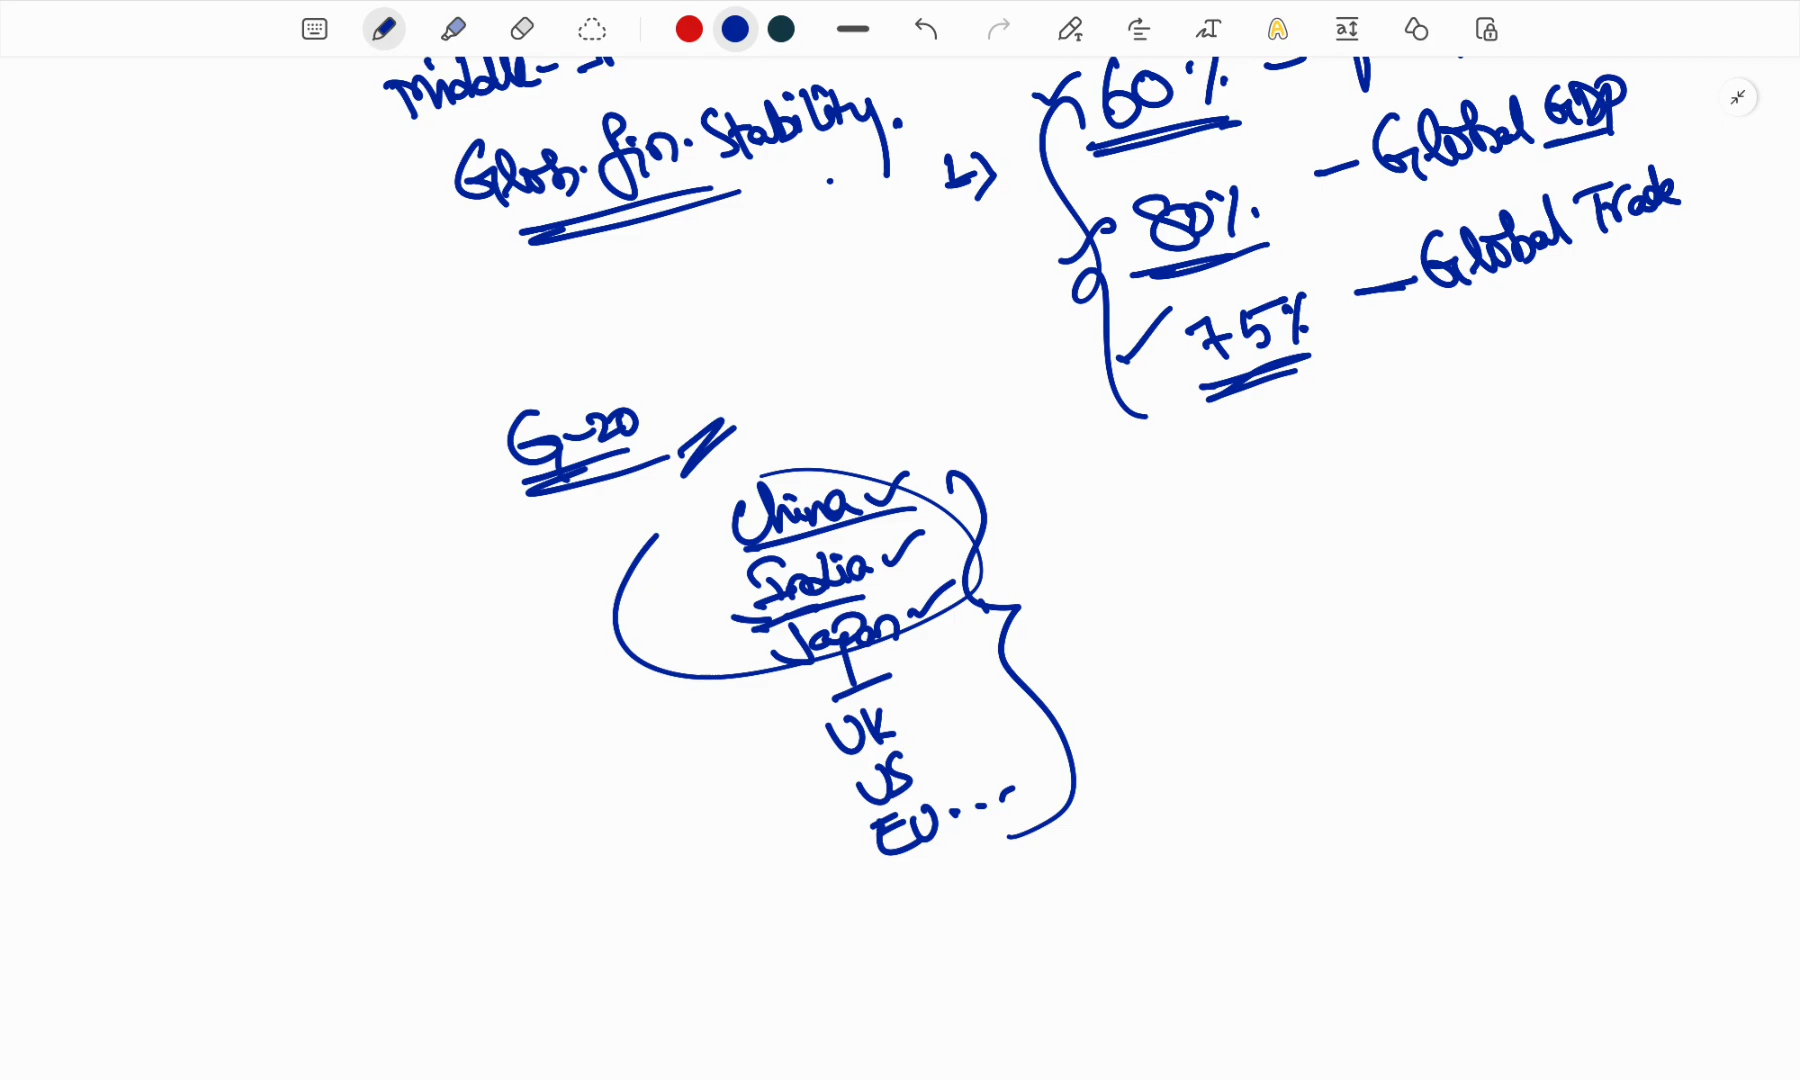 Middle-
Glob. fin. Stability.
60% -
80% - Global GDP
75% - Global Trade
G-20
China
India
Japan
UK
US
EU....